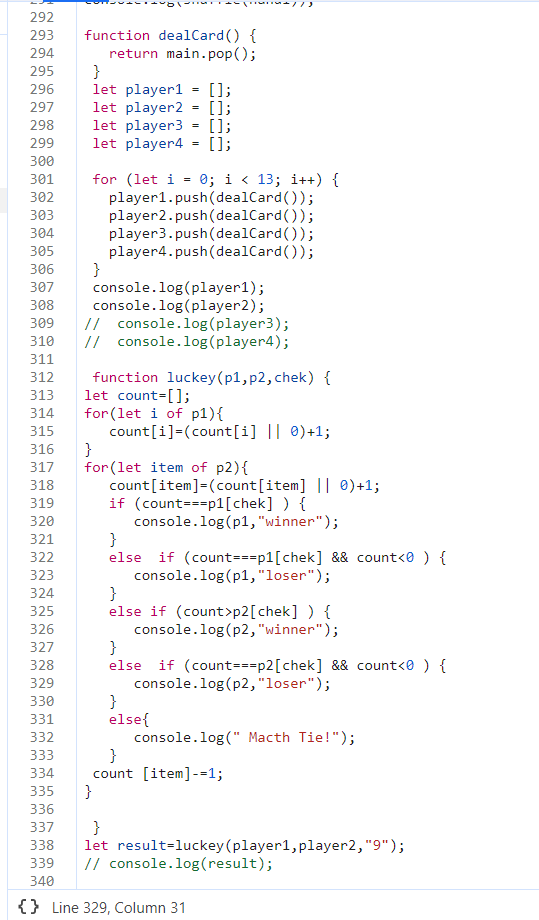 291 console.log(shuffle(hand1));
292
293 function dealCard() {
294 return main.pop();
295 }
296 let player1 = [];
297 let player2 = [];
298 let player3 = [];
299 let player4 = [];
300
301 for (let i = 0; i < 13; i++) {
302 player1.push(dealCard());
303 player2.push(dealCard());
304 player3.push(dealCard());
305 player4.push(dealCard());
306 }
307 console.log(player1);
308 console.log(player2);
309 // console.log(player3);
310 // console.log(player4);
311
312 function luckey(p1,p2,chek) {
313 let count=[];
314 for(let i of p1){
315 count[i]=(count[i] || 0)+1;
316 }
317 for(let item of p2){
318 count[item]=(count[item] || 0)+1;
319 if (count===p1[chek] ) {
320 console.log(p1,"winner");
321 }
322 else if (count===p1[chek] && count<0 ) {
323 console.log(p1,"loser");
324 }
325 else if (count>p2[chek] ) {
326 console.log(p2,"winner");
327 }
328 else if (count===p2[chek] && count<0 ) {
329 console.log(p2,"loser");
330 }
331 else{
332 console.log(" Macth Tie!");
333 }
334 count [item]-=1;
335 }
336
337 }
338 let result=luckey(player1,player2,"9");
339 // console.log(result);
340
{} Line 329, Column 31